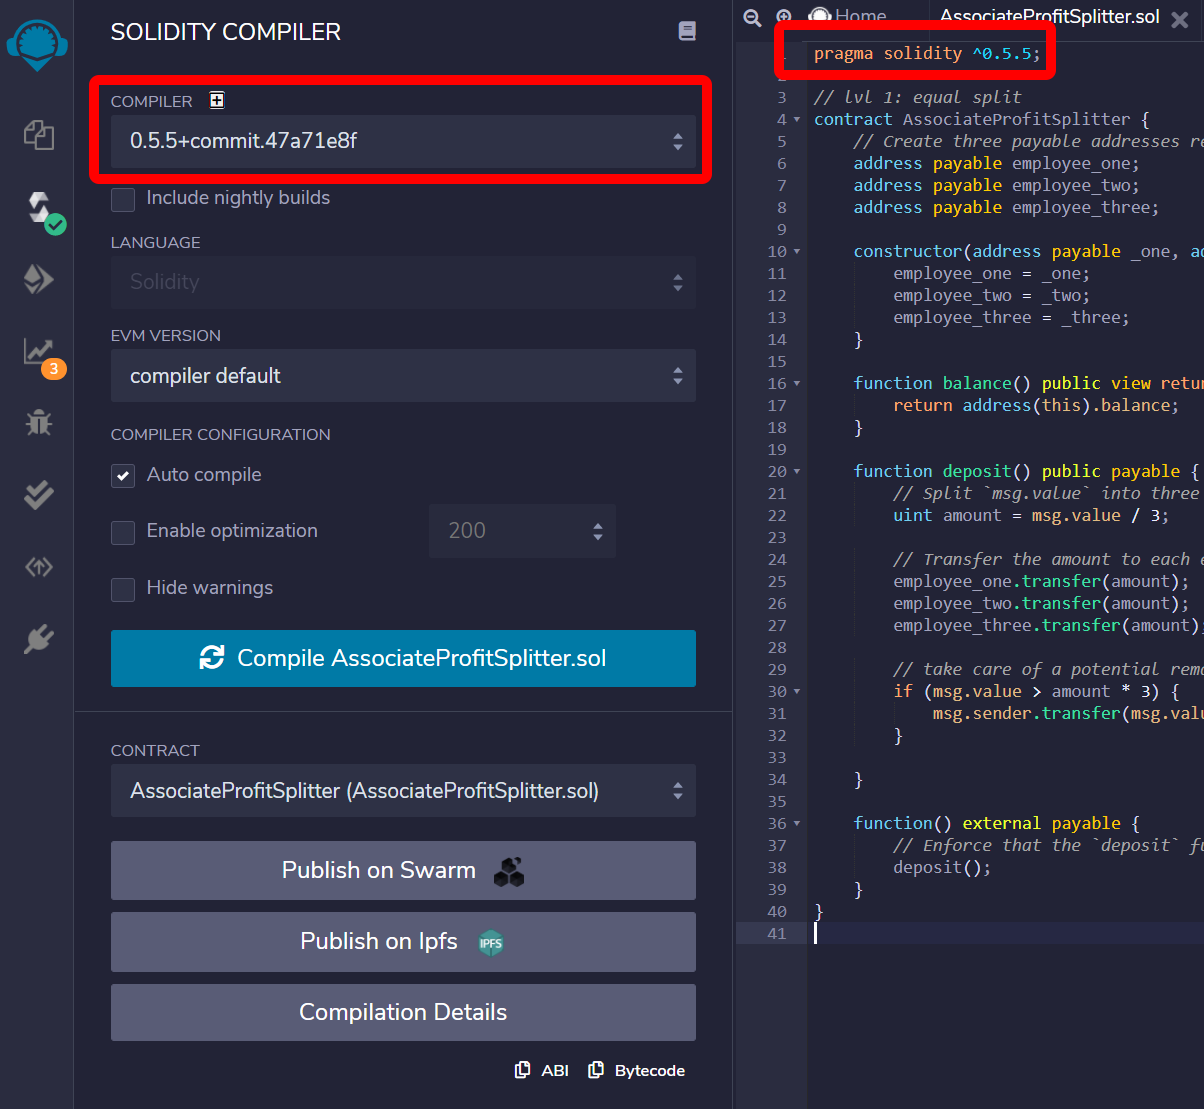 SOLIDITY COMPILER
COMPILER
0.5.5+commit.47a71e8f
Include nightly builds
LANGUAGE
Solidity
EVM VERSION
compiler default
COMPILER CONFIGURATION
Auto compile
Enable optimization
200
Hide warnings
Compile AssociateProfitSplitter.sol
CONTRACT
AssociateProfitSplitter (AssociateProfitSplitter.sol)
Publish on Swarm
Publish on Ipfs
IPFS
Compilation Details
ABI
Bytecode
3
Home
AssociateProfitSplitter.sol
pragma solidity ^0.5.5;
2
3 // lvl 1: equal split
4 contract AssociateProfitSplitter {
5 // Create three payable addresses re
6 address payable employee_one;
7 address payable employee_two;
8 address payable employee_three;
9
10 constructor(address payable _one, ad
11 employee_one = _one;
12 employee_two = _two;
13 employee_three = _three;
14 }
15
16 function balance() public view retur
17 return address(this).balance;
18 }
19
20 function deposit() public payable {
21 // Split `msg.value` into three
22 uint amount = msg.value / 3;
23
24 // Transfer the amount to each e
25 employee_one.transfer(amount);
26 employee_two.transfer(amount);
27 employee_three.transfer(amount);
28
29 // take care of a potential rema
30 if (msg.value > amount * 3) {
31 msg.sender.transfer(msg.valu
32 }
33
34 }
35
36 function() external payable {
37 // Enforce that the `deposit` fu
38 deposit();
39 }
40 }
41